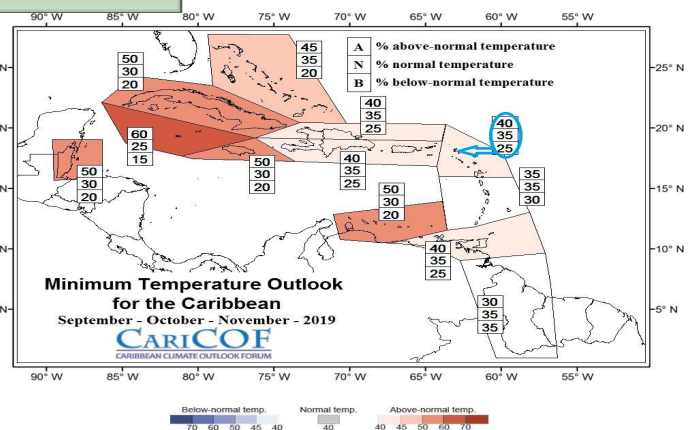 90° W 85° W 80° W 75° W 70° W 65° W 60° W 55° W
A % above-normal temperature
N % normal temperature
B % below-normal temperature
45
35
20
50
30
20
40
35
25
40
35
25
20° N
60
25
15
50
30
20
40
35
25
50
30
20
35
35
30
15° N
50
30
20
10° N
40
35
25
Minimum Temperature Outlook
for the Caribbean
September - October - November - 2019
CARICOF
CARIBBEAN CLIMATE OUTLOOK FORUM
30
35
35
5° N
90° W 85° W 80° W 75° W 70° W 65° W 60° W 55° W
Below-normal temp. Normal temp. Above-normal temp.
70 60 50 45 40 40 40 45 50 60 70